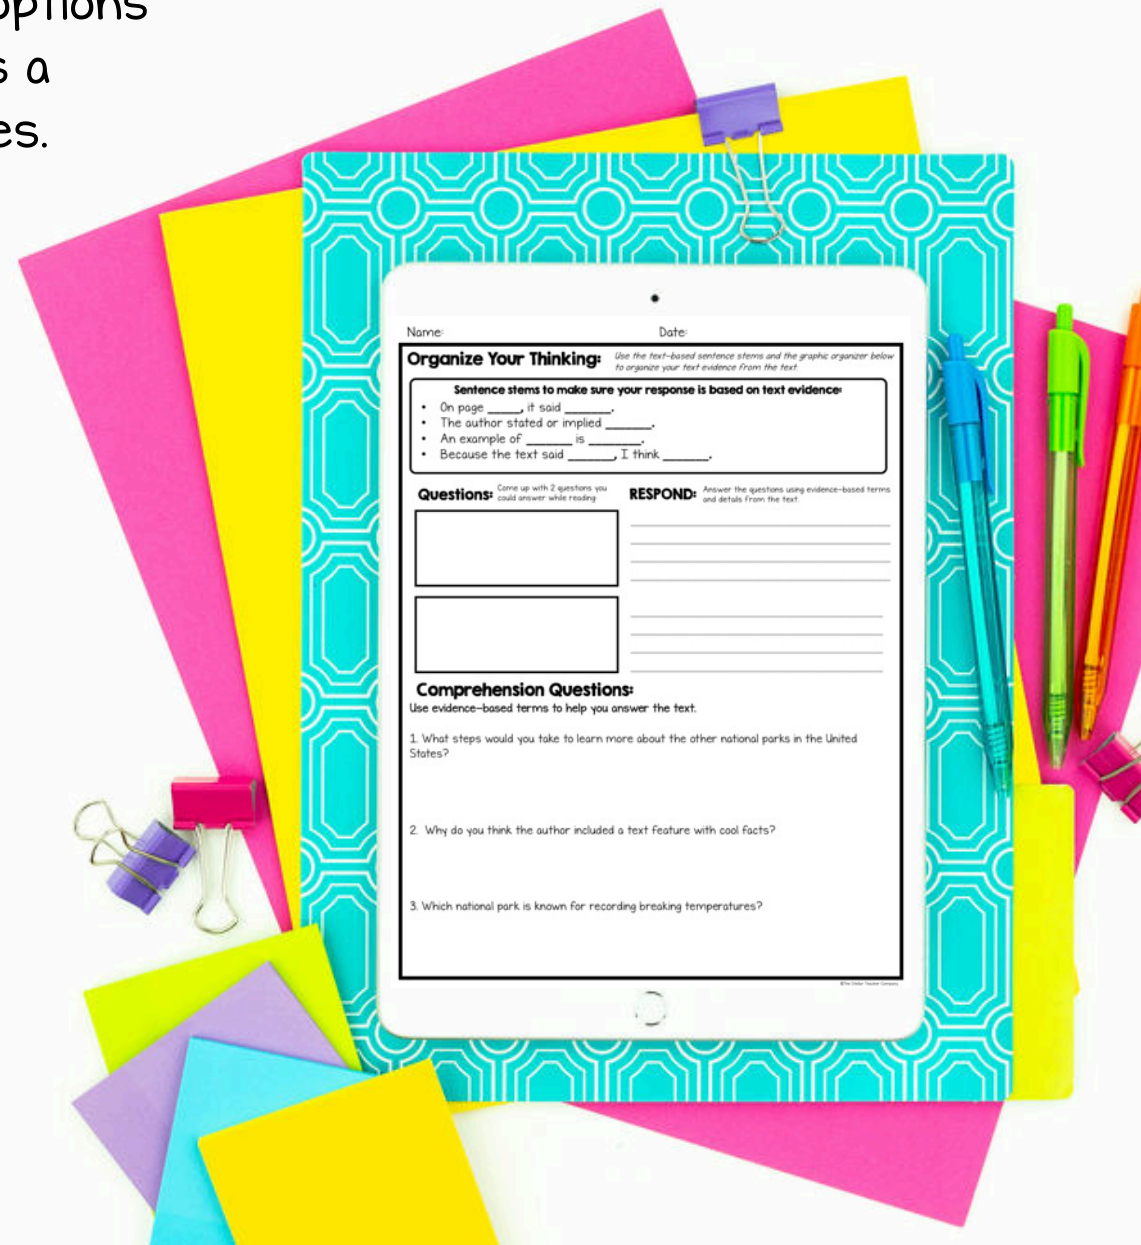 options
s a
es.
Name: Date:
Organize Your Thinking: Use the text-based sentence stems and the graphic organizer below
to organize your text evidence from the text.
Sentence stems to make sure your response is based on text evidence:
• On page _____, it said _______.
• The author stated or implied _______.
• An example of _______ is ________.
• Because the text said _______, I think _______.
Questions: Come up with 2 questions you
could answer while reading
RESPOND: Answer the questions using evidence-based terms
and details from the text.
Comprehension Questions:
Use evidence-based terms to help you answer the text.
1. What steps would you take to learn more about the other national parks in the United
States?
2. Why do you think the author included a text feature with cool facts?
3. Which national park is known for recording breaking temperatures?